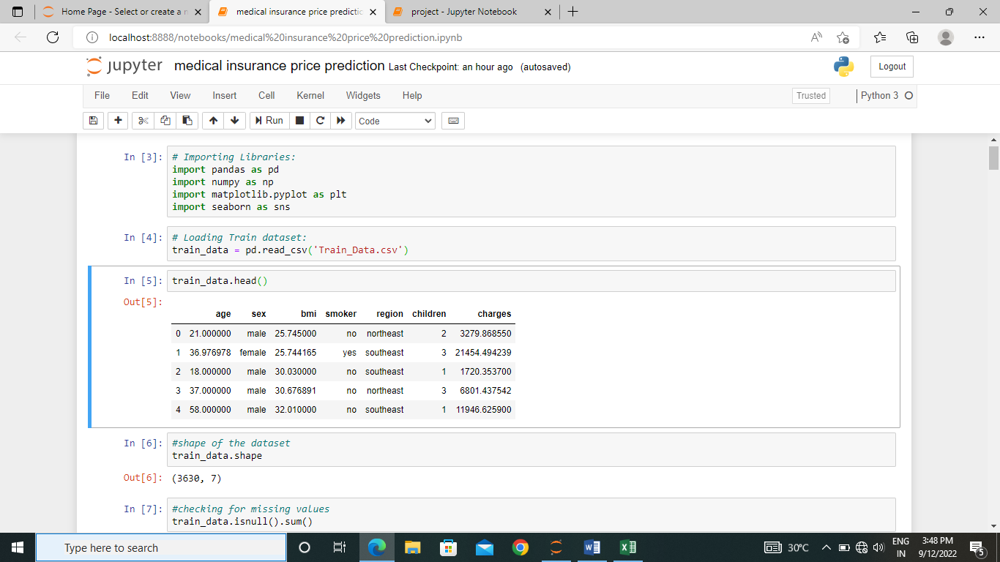 Home Page - Select or create a n
medical insurance price predictic
project - Jupyter Notebook
localhost:8888/notebooks/medical%20insurance%20price%20prediction.ipynb
jupyter medical insurance price prediction Last Checkpoint: an hour ago (autosaved)
Logout
File Edit View Insert Cell Kernel Widgets Help
Trusted
Python 3
Run
Code
In [3]: # Importing Libraries:
import pandas as pd
import numpy as np
import matplotlib.pyplot as plt
import seaborn as sns
In [4]: # Loading Train dataset:
train_data = pd.read_csv('Train_Data.csv')
In [5]: train_data.head()
Out[5]:
age sex bmi smoker region children charges
0 21.000000 male 25.745000 no northeast 2 3279.868550
1 36.976978 female 25.744165 yes southeast 3 21454.494239
2 18.000000 male 30.030000 no southeast 1 1720.353700
3 37.000000 male 30.676891 no northeast 3 6801.437542
4 58.000000 male 32.010000 no southeast 1 11946.625900
In [6]: #shape of the dataset
train_data.shape
Out[6]: (3630, 7)
In [7]: #checking for missing values
train_data.isnull().sum()
Type here to search
30°C
ENG
IN
3:48 PM
9/12/2022
5